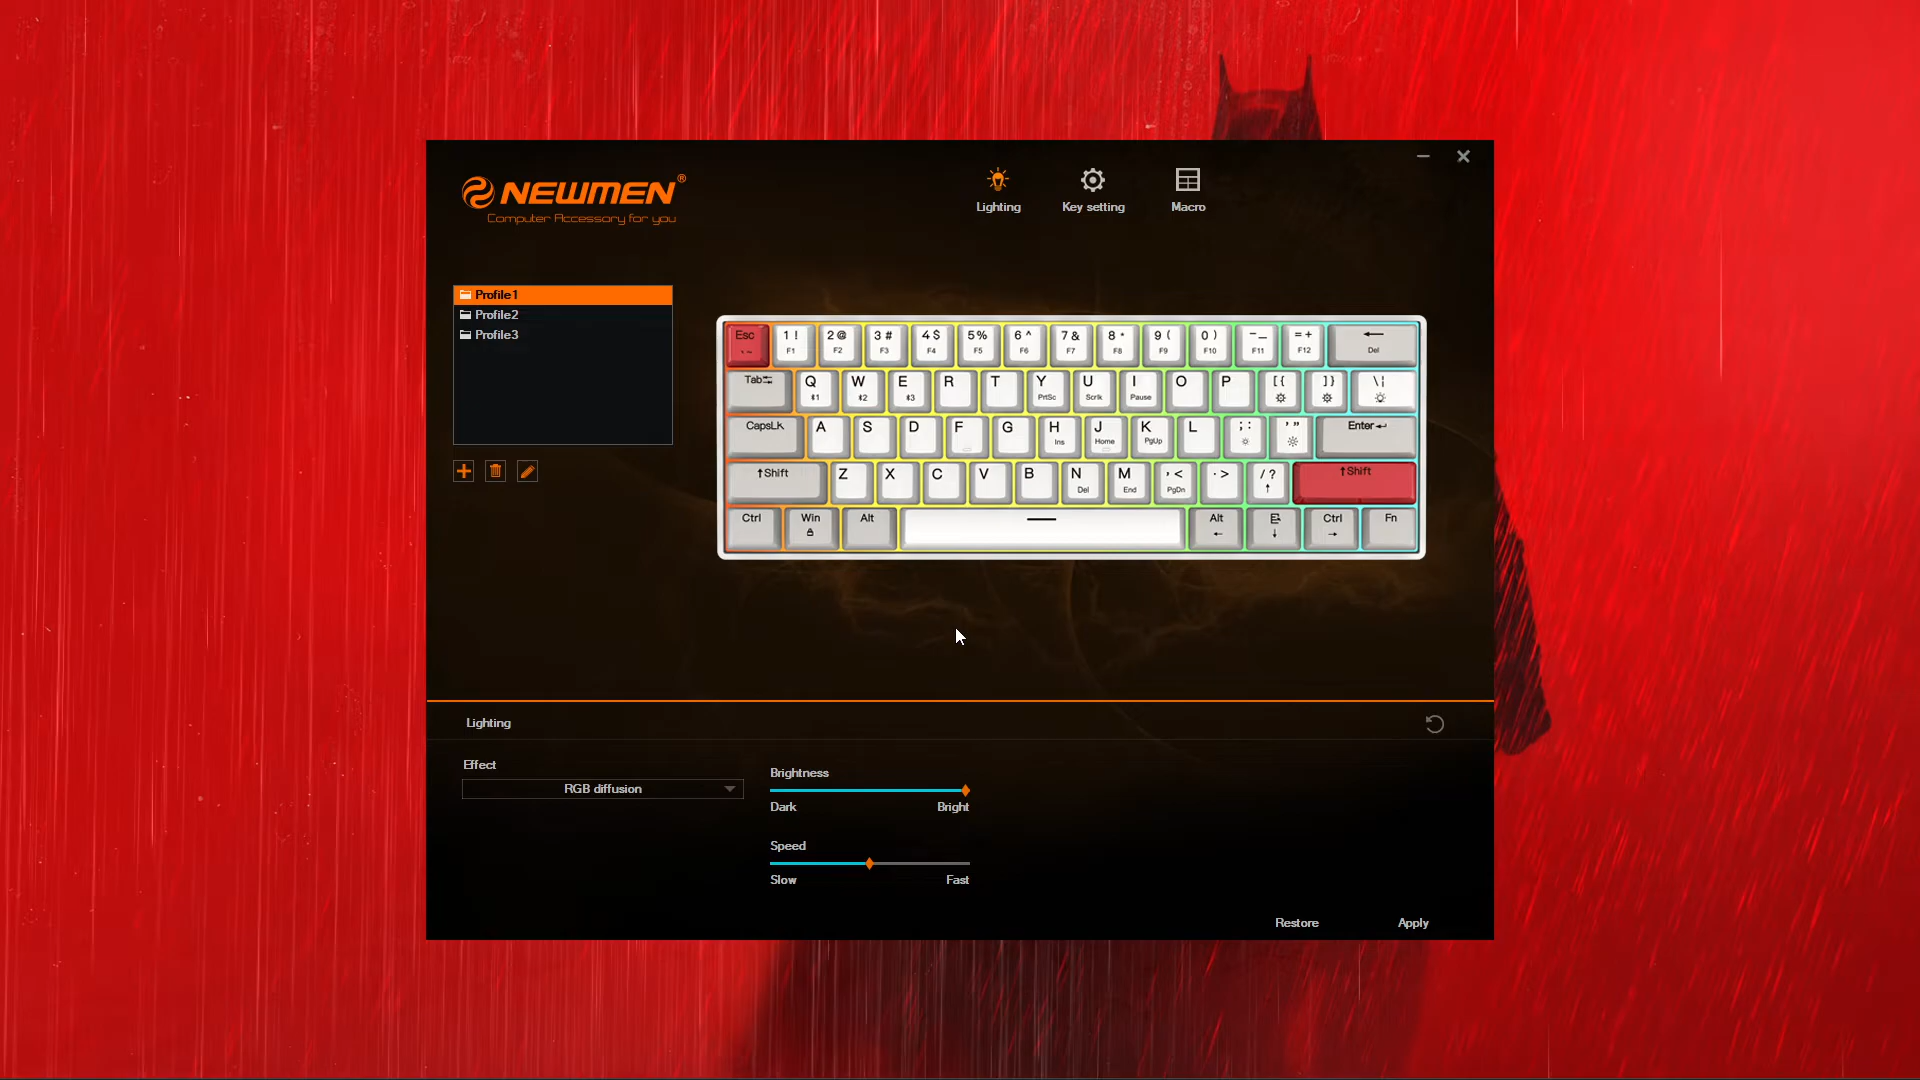 NEWMEN®
Computer Accessory for you
Lighting Key setting Macro
Profile1
Profile2
Profile3
Esc 1 ! 2 @ 3 # 4 $ 5 % 6 ^ 7 & 8 * 9 ( 0 ) - _ = + ←
F1 F2 F3 F4 F5 F6 F7 F8 F9 F10 F11 F12 Del
Tab Q W E R T Y U I O P [ { ] } \ ¦
1 2 3 PrtSc Scrlk Pause
CapsLk A S D F G H J K L ; : ' " Enter
Ins Home PgUp
↑Shift Z X C V B N M , < . > / ? ↑Shift
Del End PgDn ↑
Ctrl Win Alt Alt Ctrl Fn
← ↓ →
Lighting
Effect
RGB diffusion
Brightness
Dark Bright
Speed
Slow Fast
Restore Apply